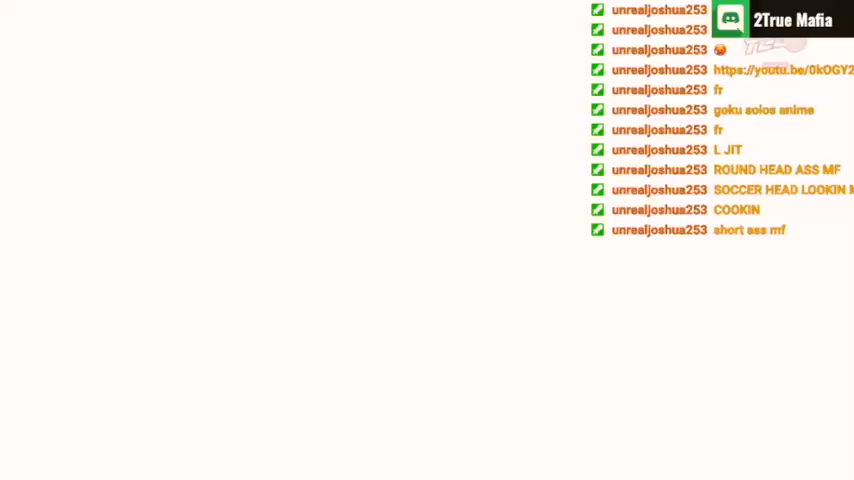 unrealjoshua253
2True Mafia
unrealjoshua253
unrealjoshua253
unrealjoshua253 https://youtu.be/0kOGY2
unrealjoshua253 fr
unrealjoshua253 goku solos anime
unrealjoshua253 fr
unrealjoshua253 L JIT
unrealjoshua253 ROUND HEAD ASS MF
unrealjoshua253 SOCCER HEAD LOOKIN M
unrealjoshua253 COOKIN
unrealjoshua253 short ass mf